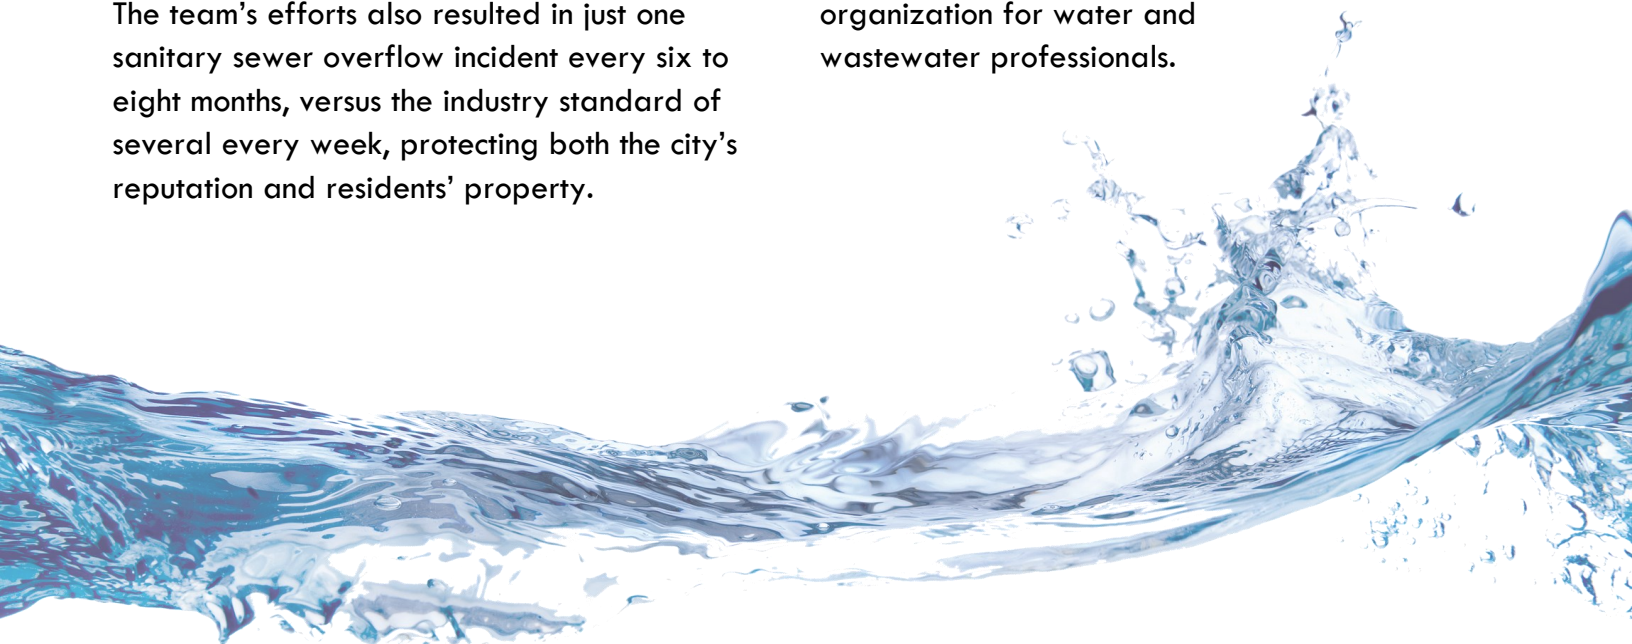 The team’s efforts also resulted in just one
sanitary sewer overflow incident every six to
eight months, versus the industry standard of
several every week, protecting both the city’s
reputation and residents’ property.
organization for water and
wastewater professionals.